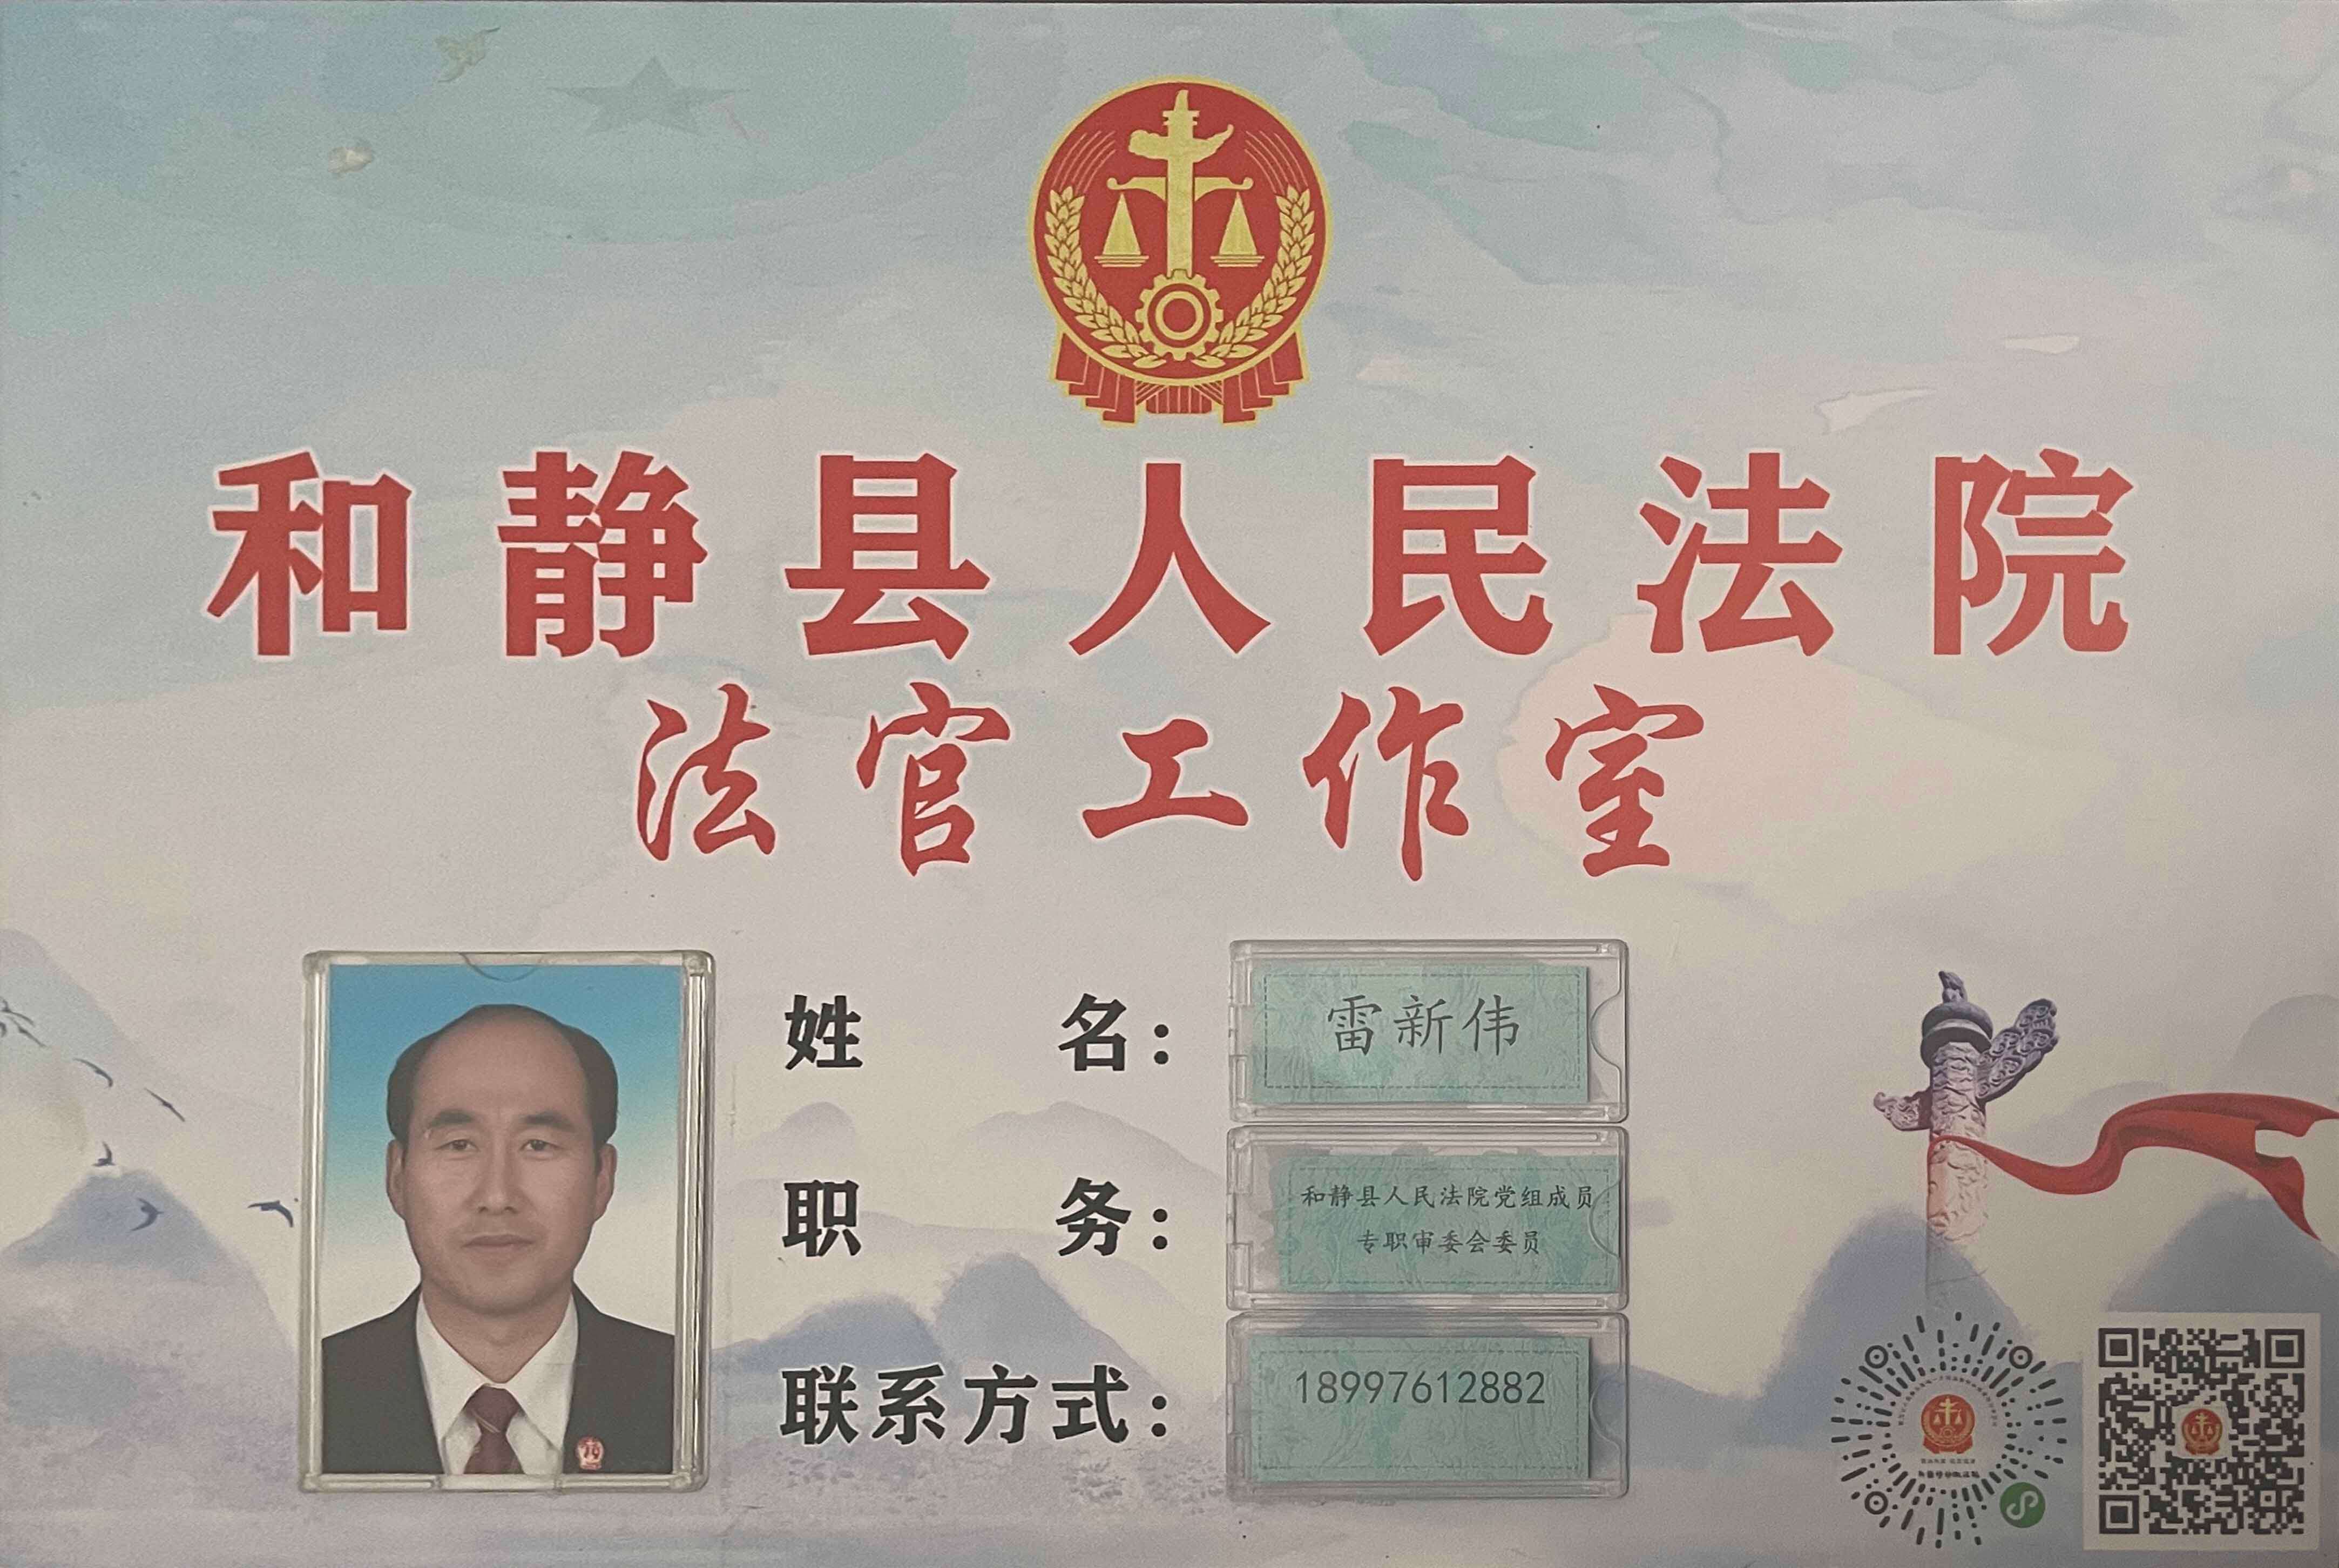 和静县人民法院
法官工作室
姓 名： 雷新伟
职 务： 和静县人民法院党组成员
专职审委会委员
联系方式： 18997612882